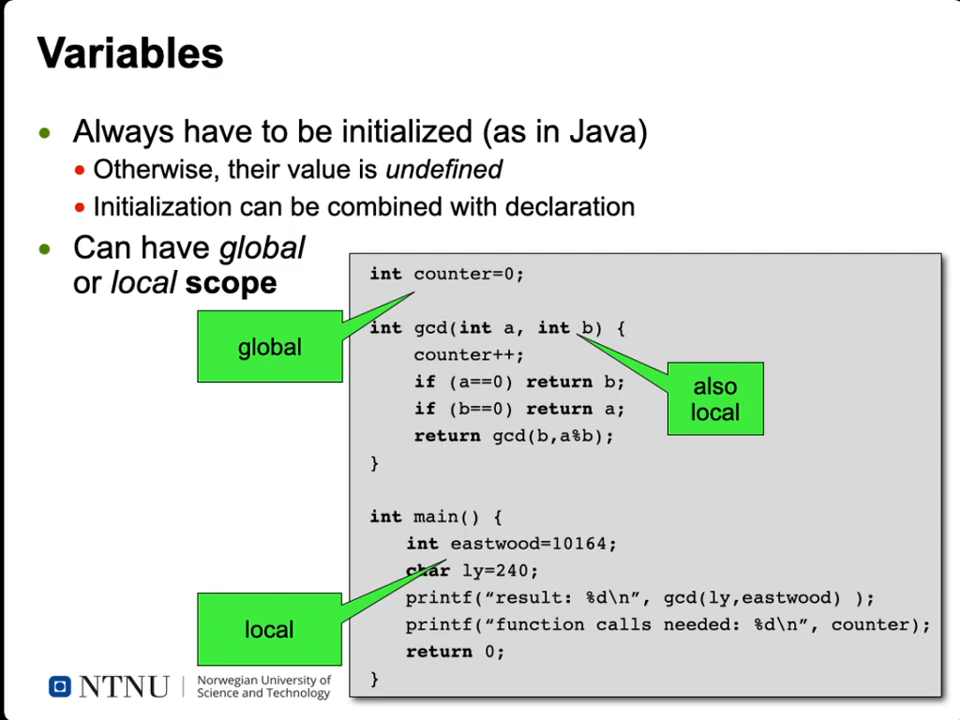 Variables
• Always have to be initialized (as in Java)
• Otherwise, their value is undefined
• Initialization can be combined with declaration
• Can have global
or local scope
int counter=0;
global
int gcd(int a, int b) {
counter++;
if (a==0) return b;
if (b==0) return a;
return gcd(b,a%b);
}
also
local
int main() {
int eastwood=10164;
char ly=240;
printf(“result: %d\n”, gcd(ly,eastwood) );
printf(“function calls needed: %d\n”, counter);
return 0;
}
local
NTNU
Norwegian University of
Science and Technology